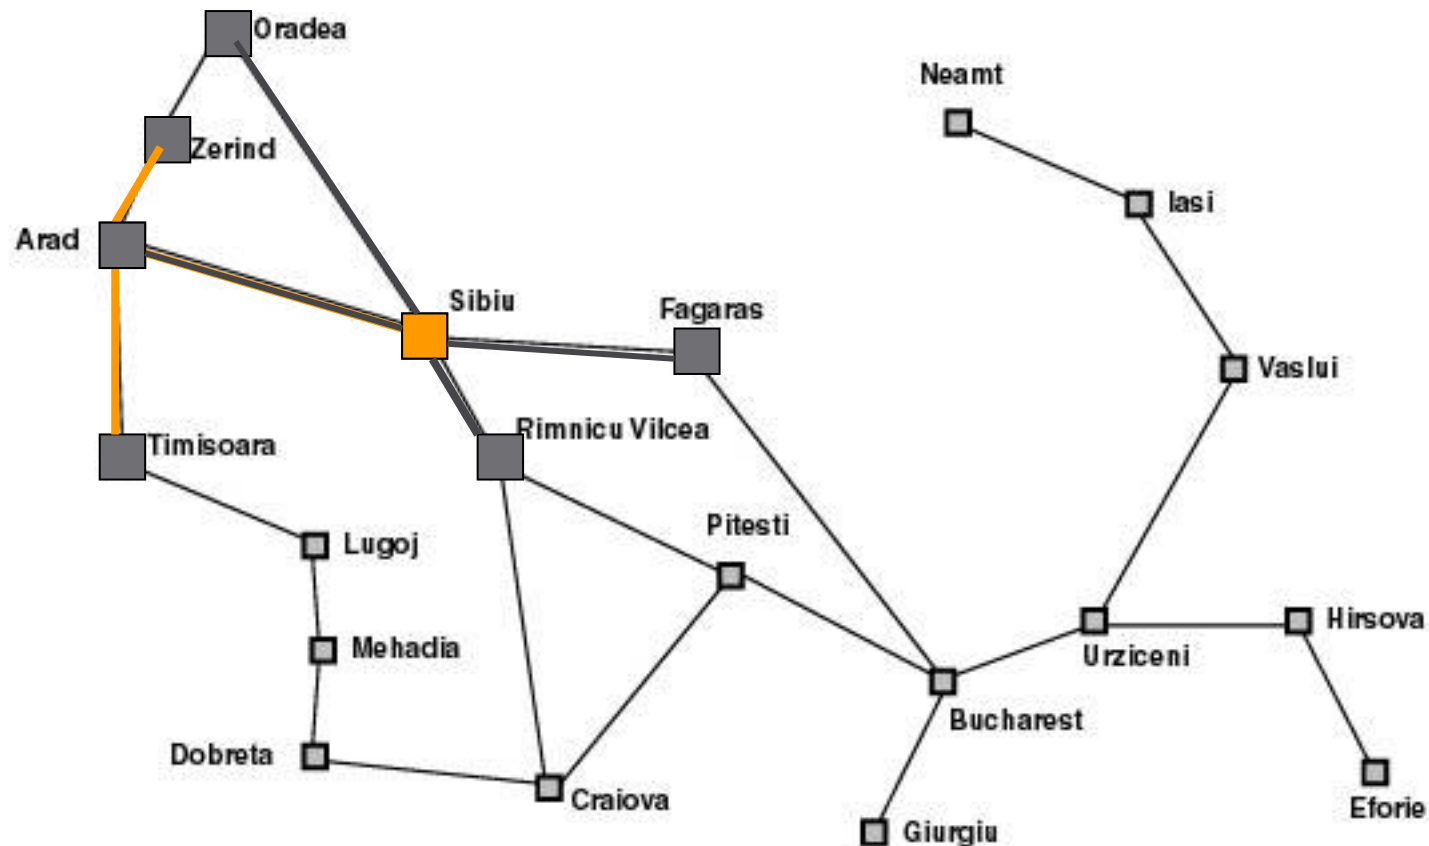 Oradea
Neamt
Zerind
Iasi
Arad
Sibiu
Fagaras
Vaslui
Rimnicu Vilcea
Timisoara
Pitesti
Lugoj
Hirsova
Mehadia
Urziceni
Bucharest
Dobreta
Craiova
Eforie
Giurgiu